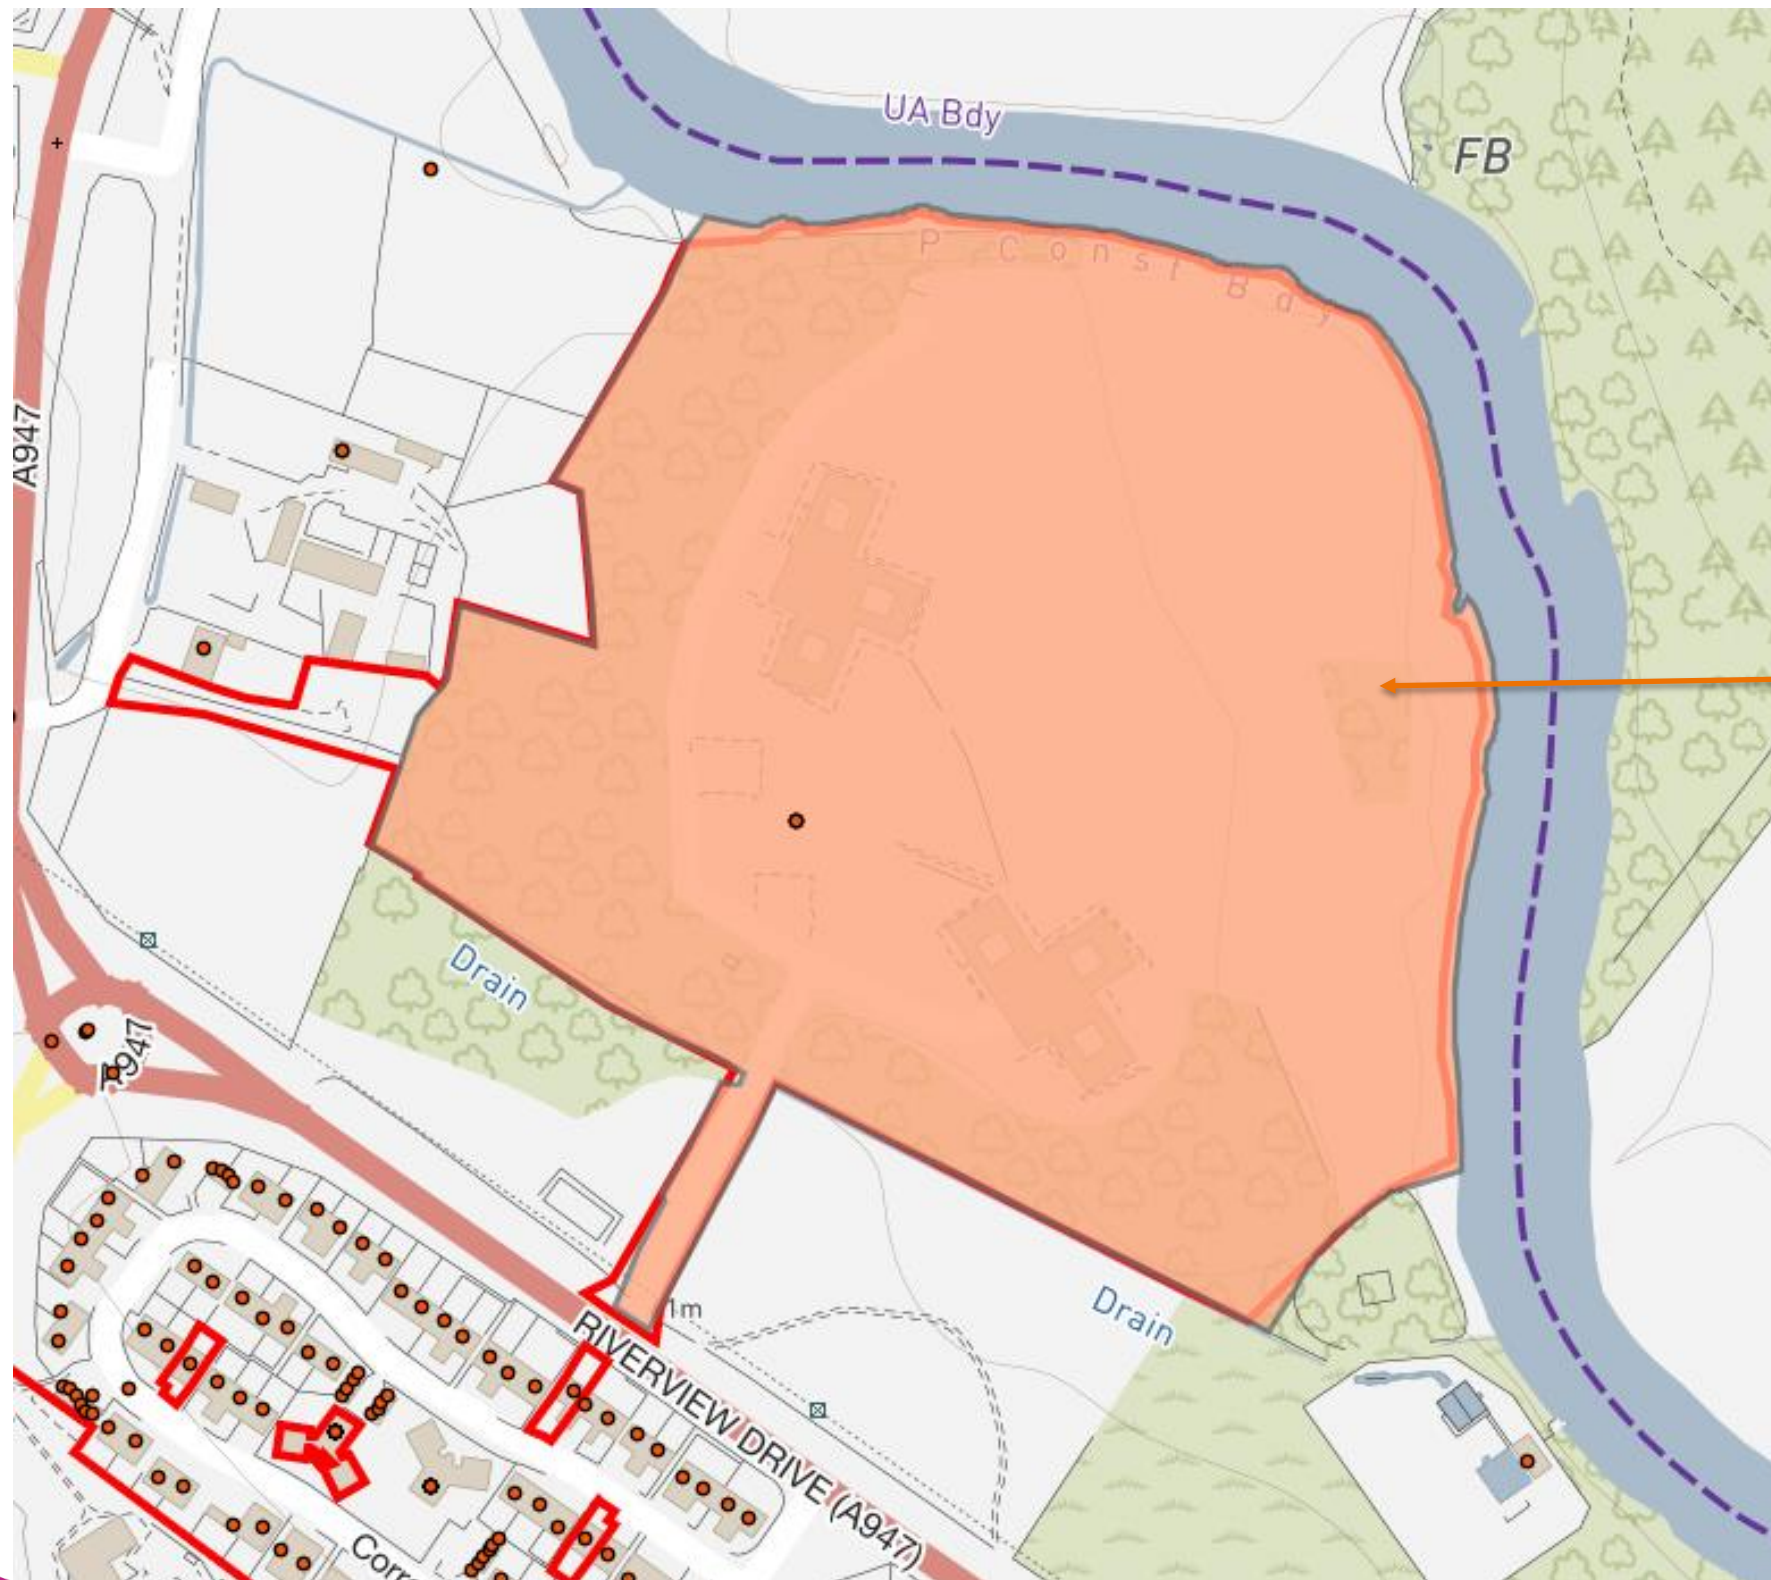 UA Bdy
FB
P Const Bdy
A947
Drain
A947
1m
Drain
RIVERVIEW DRIVE (A947)
Corr